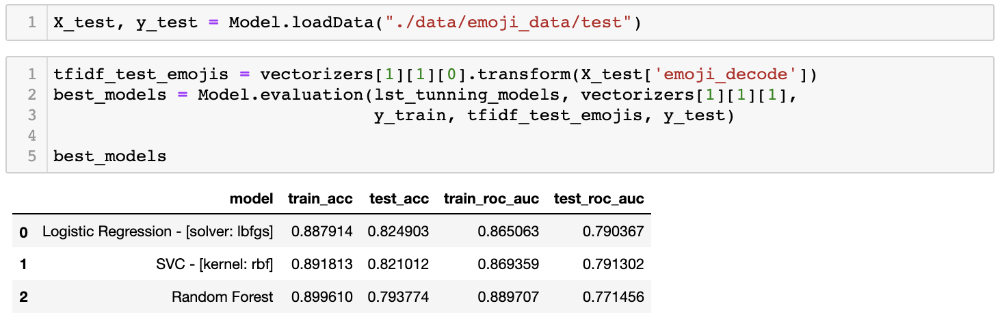 1 X_test, y_test = Model.loadData("./data/emoji_data/test")
1 tfidf_test_emojis = vectorizers[1][1][0].transform(X_test['emoji_decode'])
2 best_models = Model.evaluation(lst_tunning_models, vectorizers[1][1][1],
3 y_train, tfidf_test_emojis, y_test)
4
5 best_models
model train_acc test_acc train_roc_auc test_roc_auc
0 Logistic Regression - [solver: lbfgs] 0.887914 0.824903 0.865063 0.790367
1 SVC - [kernel: rbf] 0.891813 0.821012 0.869359 0.791302
2 Random Forest 0.899610 0.793774 0.889707 0.771456